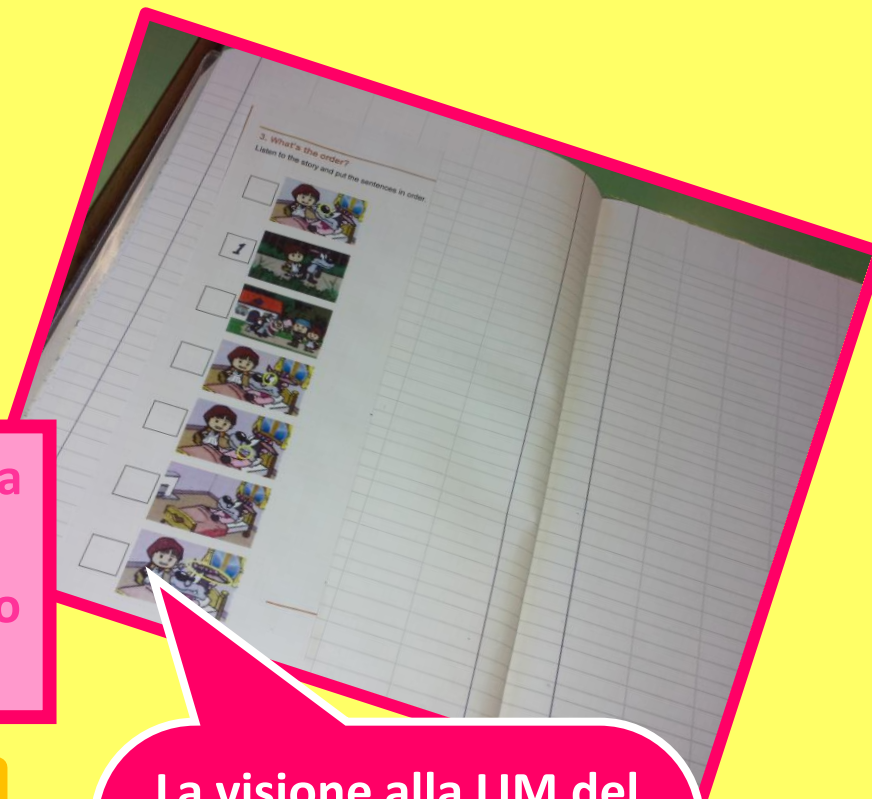 3. What's the order?
Listen to the story and put the sentences in order.
1
a
o
La visione alla LIM del